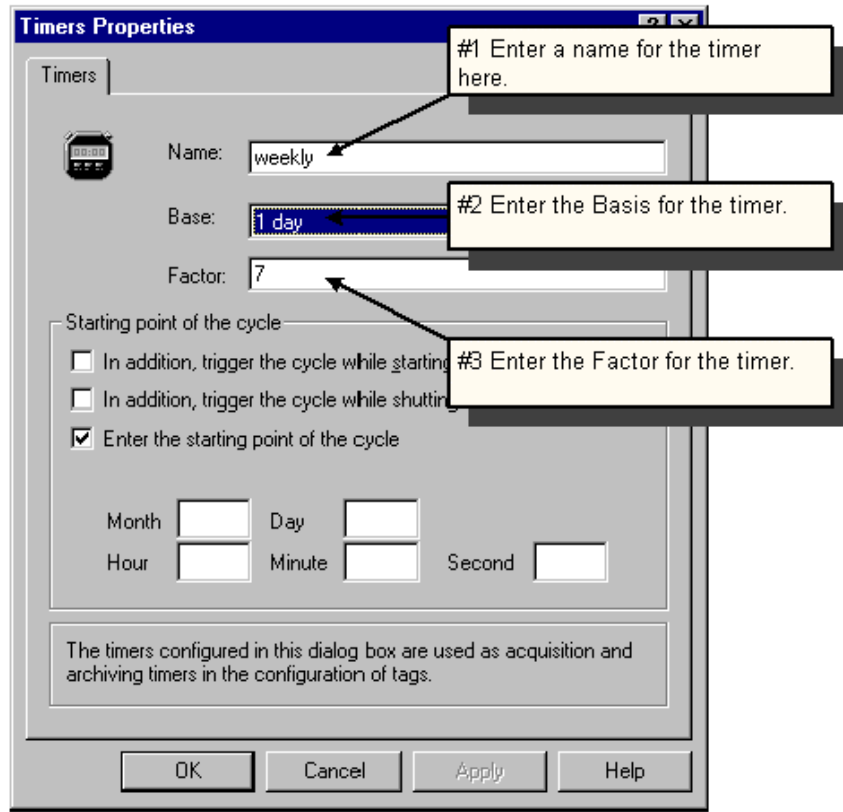 Timers Properties
#1 Enter a name for the timer
here.
Timers
00:00
Name:
weekly
Base:
1 day
#2 Enter the Basis for the timer.
Factor:
7
Starting point of the cycle
In addition, trigger the cycle while starting
#3 Enter the Factor for the timer.
In addition, trigger the cycle while shutting
Enter the starting point of the cycle
Month
Day
Hour
Minute
Second
The timers configured in this dialog box are used as acquisition and
archiving timers in the configuration of tags.
OK
Cancel
Apply
Help